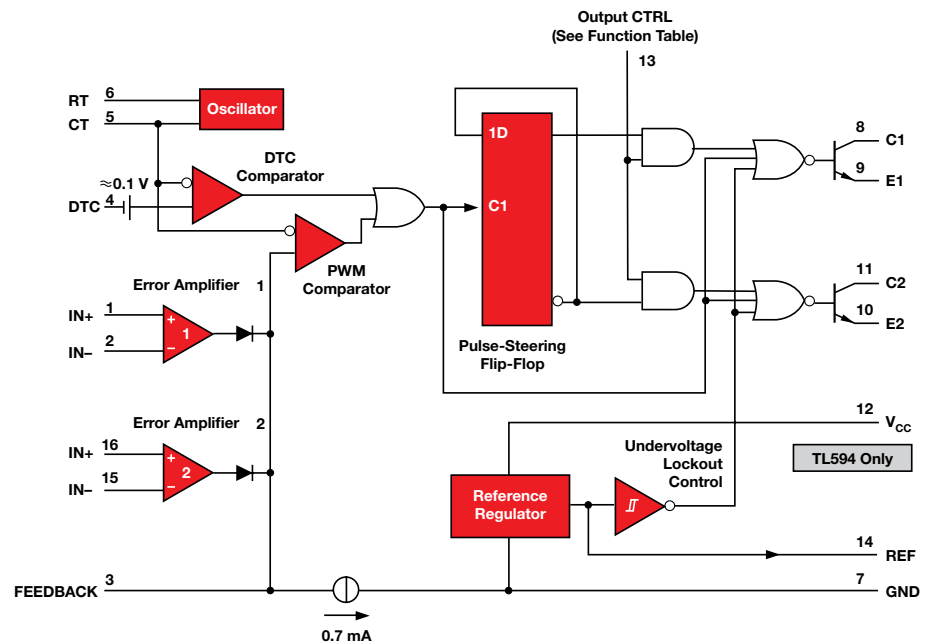 Output CTRL
(See Function Table)
13
RT
6
Oscillator
CT
5
DTC
Comparator
≈0.1 V
DTC
4
1D
C1
8
C1
9
E1
PWM
Comparator
Error Amplifier 1
IN+
1
+
1
IN–
2
–
Pulse-Steering
Flip-Flop
11
C2
10
E2
Error Amplifier 2
IN+
16
+
2
IN–
15
–
12
VCC
TL594 Only
Undervoltage
Lockout
Control
Reference
Regulator
14
REF
FEEDBACK
3
7
GND
0.7 mA